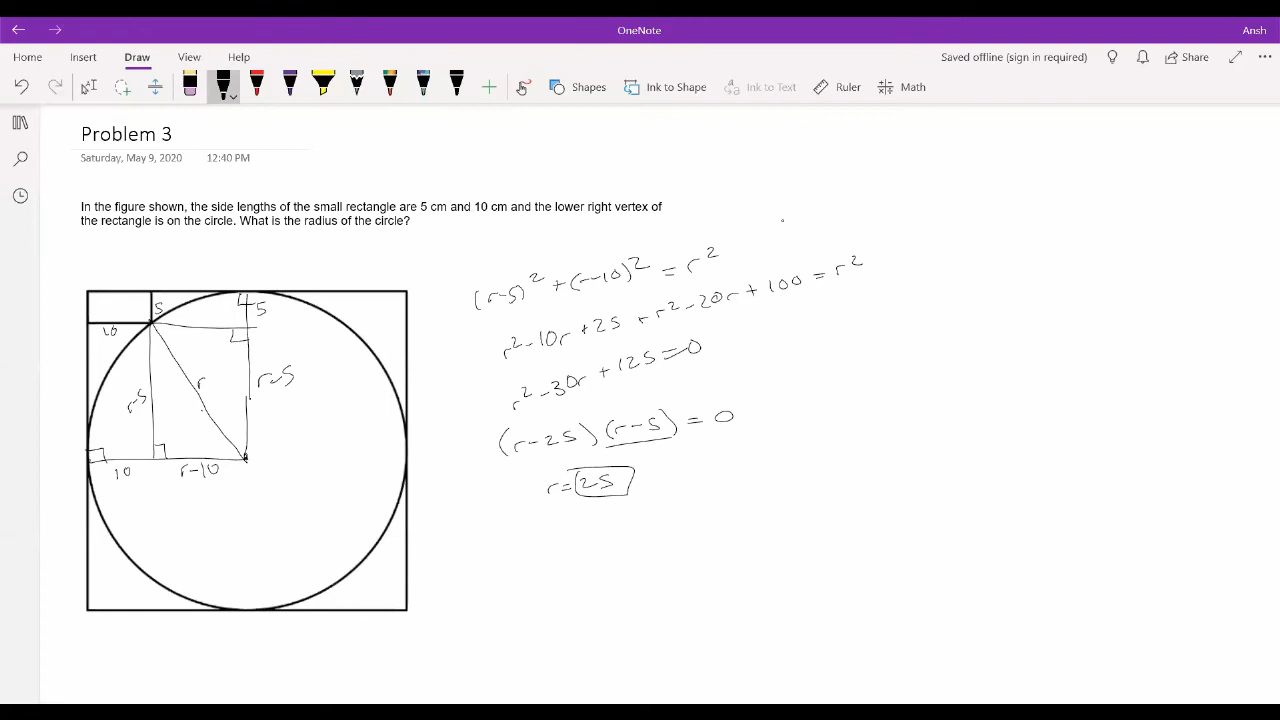 OneNote
Ansh
Home Insert Draw View Help
Saved offline (sign in required) Share
Shapes Ink to Shape Ink to Text Ruler Math
Problem 3
Saturday, May 9, 2020 12:40 PM
In the figure shown, the side lengths of the small rectangle are 5 cm and 10 cm and the lower right vertex of
the rectangle is on the circle. What is the radius of the circle?
5 5
10
r-5
r
r-5
10 r-10
(r-5)² + (r-10)² = r²
r²-10r+25 + r²-20r+100 = r²
r²-30r+125=0
(r-25)(r-5) = 0
r=25